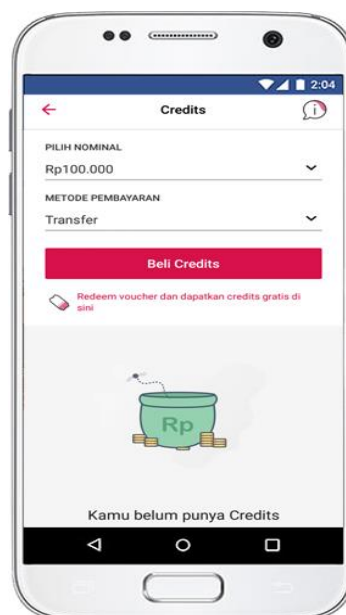 2:04
Credits
PILIH NOMINAL
Rp100.000
METODE PEMBAYARAN
Transfer
Beli Credits
Redeem voucher dan dapatkan credits gratis di
sini
Rp
Kamu belum punya Credits